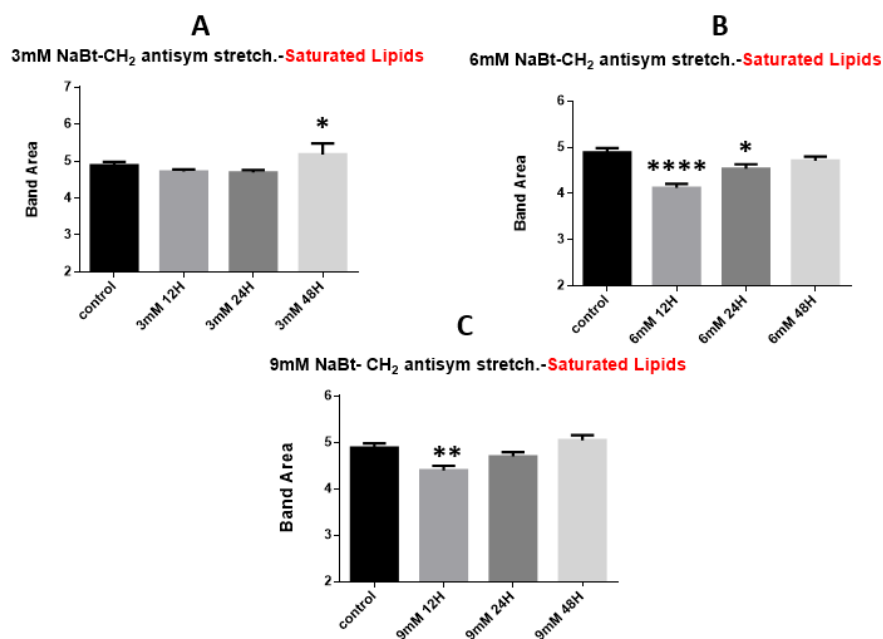 A
3mM NaBt-CH₂ antisym stretch.-Saturated Lipids
Band Area
7
6
5
4
3
2
*
control
3mM 12H
3mM 24H
3mM 48H
B
6mM NaBt-CH₂ antisym stretch.-Saturated Lipids
Band Area
6
5
4
3
2
****
*
control
6mM 12H
6mM 24H
6mM 48H
C
9mM NaBt- CH₂ antisym stretch.-Saturated Lipids
Band Area
6
5
4
3
2
**
control
9mM 12H
9mM 24H
9mM 48H